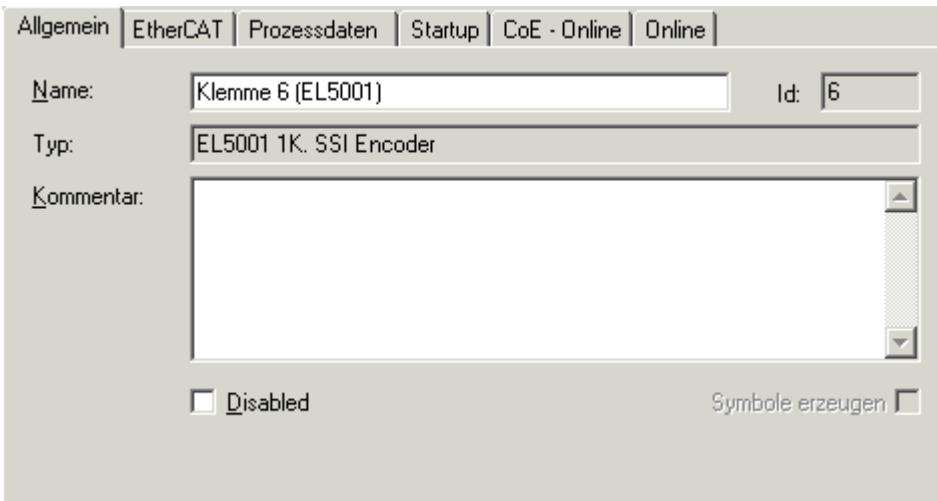 Allgemein EtherCAT Prozessdaten Startup CoE - Online Online
Name: Klemme 6 (EL5001) Id: 6
Typ: EL5001 1K. SSI Encoder
Kommentar:
Disabled Symbole erzeugen